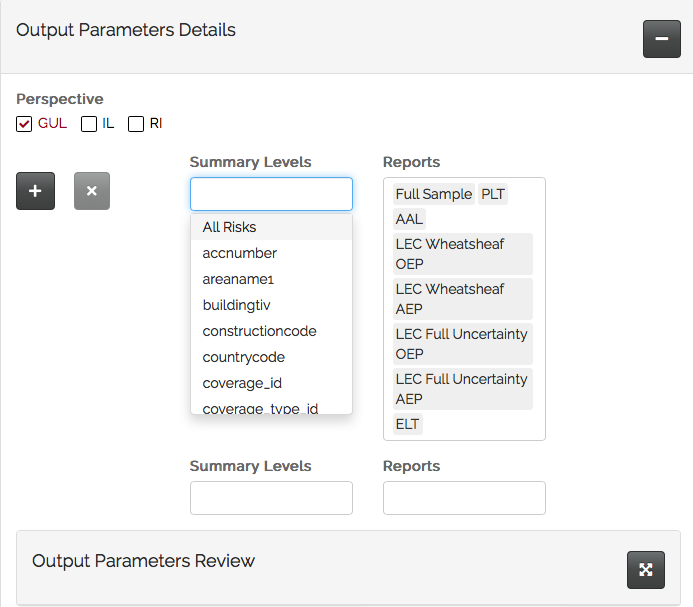 Output Parameters Details
Perspective
GUL IL RI
Summary Levels Reports
All Risks
accnumber
areaname1
buildingtiv
constructioncode
countrycode
coverage_id
coverage_type_id
Full Sample PLT
AAL
LEC Wheatsheaf
OEP
LEC Wheatsheaf
AEP
LEC Full Uncertainty
OEP
LEC Full Uncertainty
AEP
ELT
Summary Levels Reports
Output Parameters Review